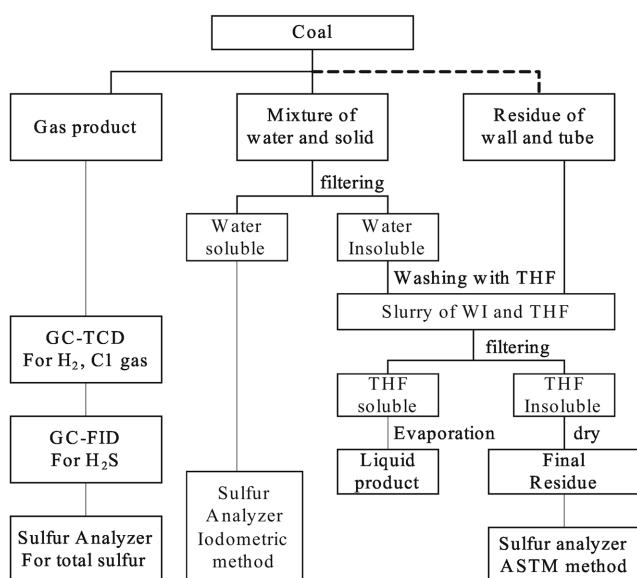 Coal
Gas product
Mixture of
water and solid
Residue of
wall and tube
filtering
Water
soluble
Water
Insoluble
Washing with THF
Slurry of WI and THF
GC-TCD
For H₂, C1 gas
filtering
THF
soluble
THF
Insoluble
GC-FID
For H₂S
Evaporation
dry
Liquid
product
Final
Residue
Sulfur
Analyzer
Iodometric
method
Sulfur Analyzer
For total sulfur
Sulfur analyzer
ASTM method